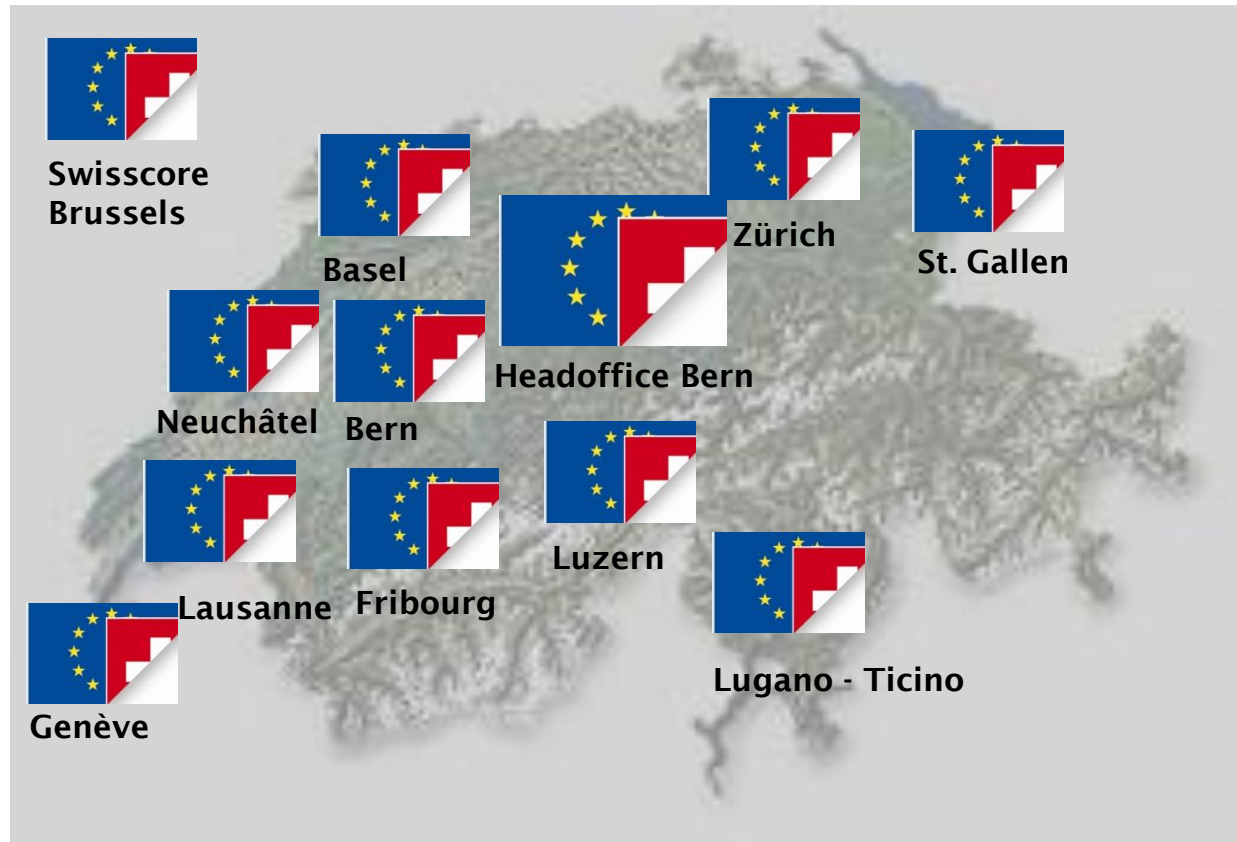 Swisscore
Brussels
Basel
Zürich
St. Gallen
Headoffice Bern
Neuchâtel
Bern
Luzern
Lausanne
Fribourg
Lugano - Ticino
Genève